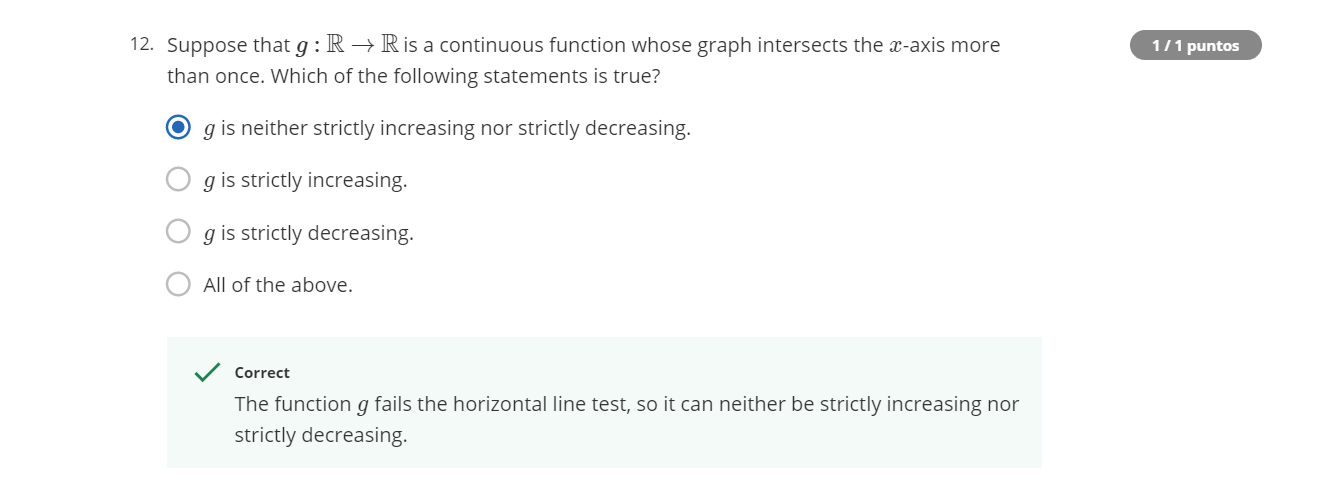 12. Suppose that g : ℝ → ℝ is a continuous function whose graph intersects the x-axis more
1 / 1 puntos
than once. Which of the following statements is true?
g is neither strictly increasing nor strictly decreasing.
g is strictly increasing.
g is strictly decreasing.
All of the above.
Correct
The function g fails the horizontal line test, so it can neither be strictly increasing nor
strictly decreasing.